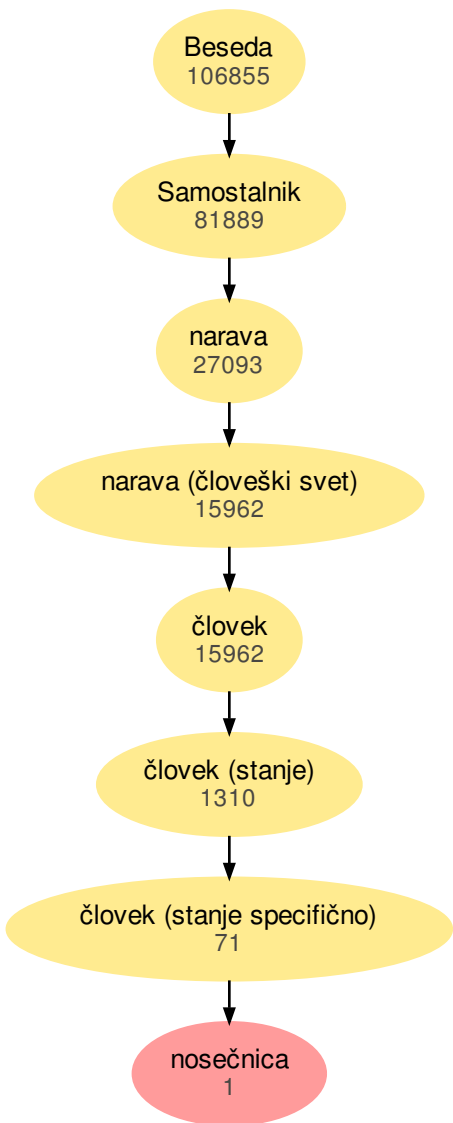 Beseda
106855
Samostalnik
81889
narava
27093
narava (človeški svet)
15962
človek
15962
človek (stanje)
1310
človek (stanje specifično)
71
nosečnica
1